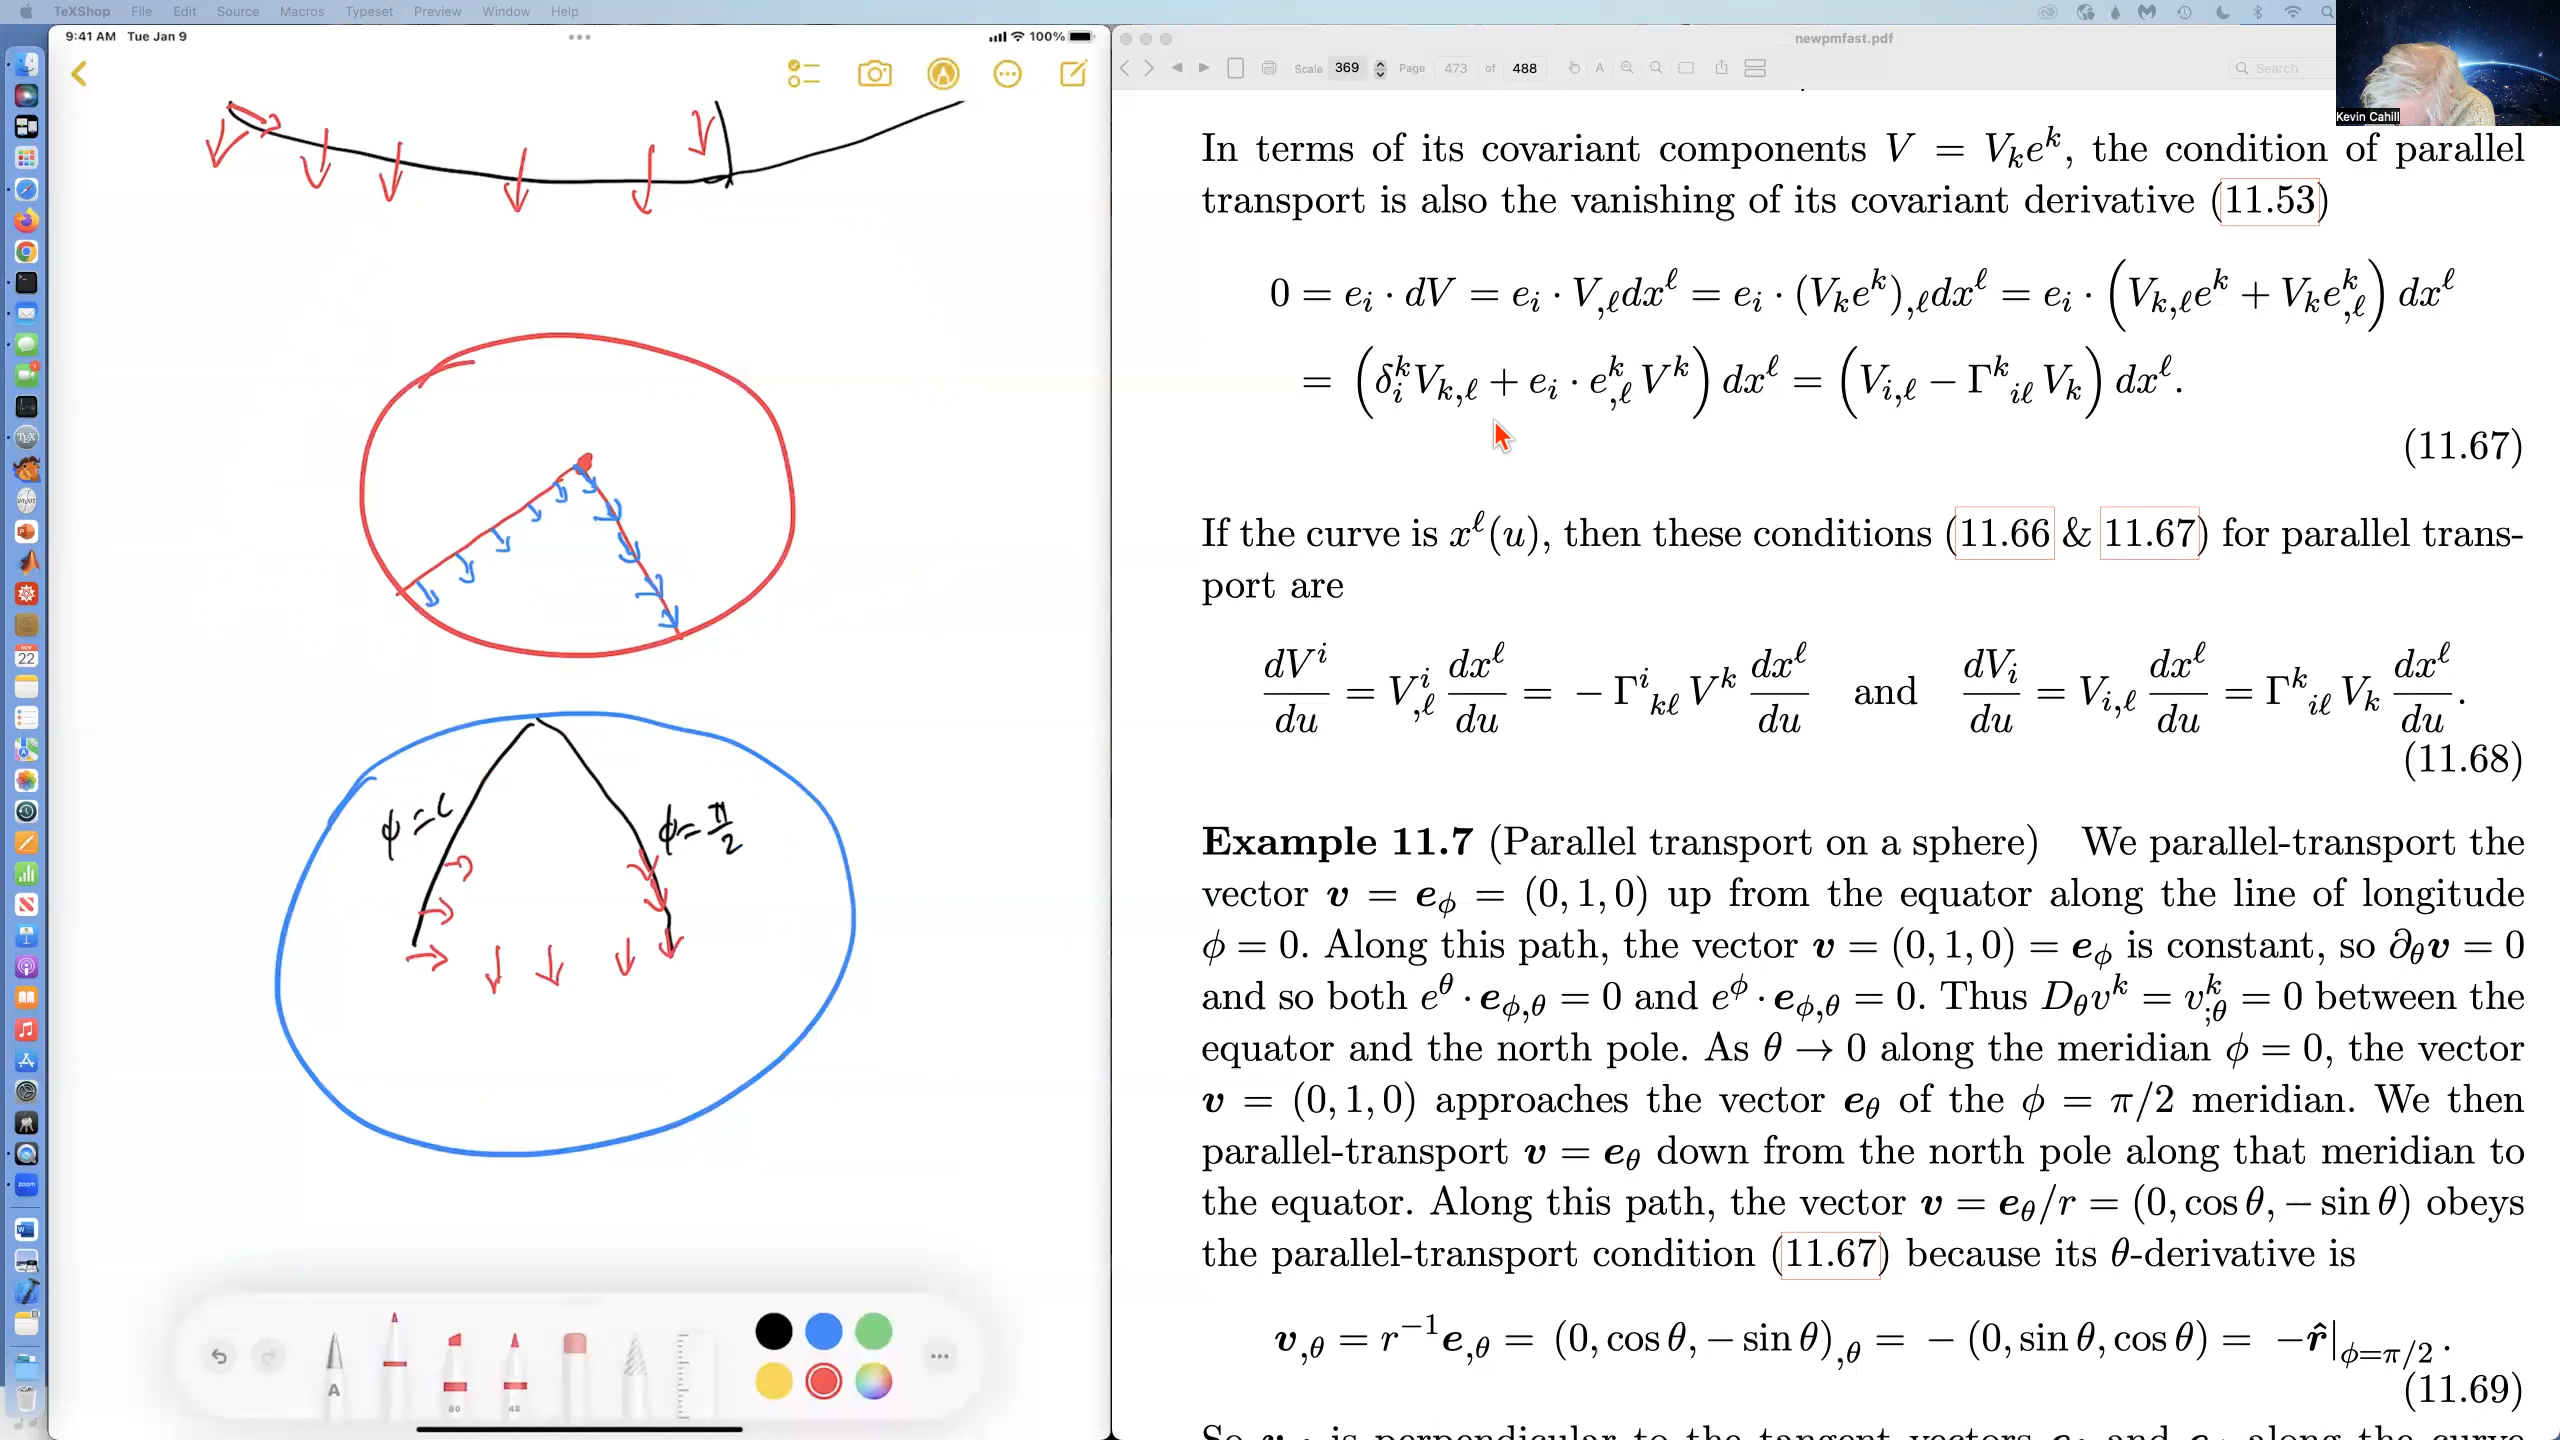 TeXShop File Edit Source Macros Typeset Preview Window Help
9:41 AM Tue Jan 9
100%
newpmfast.pdf
Scale 369 Page 473 of 488
Search
Kevin Cahill
In terms of its covariant components V = V_k e^k, the condition of parallel
transport is also the vanishing of its covariant derivative (11.53)
0 = e_i · dV = e_i · V_{,ℓ} dx^ℓ = e_i · (V_k e^k)_{,ℓ} dx^ℓ = e_i · (V_{k,ℓ} e^k + V_k e^k_{,ℓ}) dx^ℓ
= (δ^k_i V_{k,ℓ} + e_i · e^k_{,ℓ} V^k) dx^ℓ = (V_{i,ℓ} − Γ^k_{iℓ} V_k) dx^ℓ.
(11.67)
If the curve is x^ℓ(u), then these conditions (11.66 & 11.67) for parallel trans-
port are
dV^i/du = V^i_{,ℓ} dx^ℓ/du = − Γ^i_{kℓ} V^k dx^ℓ/du and dV_i/du = V_{i,ℓ} dx^ℓ/du = Γ^k_{iℓ} V_k dx^ℓ/du.
(11.68)
Example 11.7 (Parallel transport on a sphere) We parallel-transport the
vector v = e_ϕ = (0, 1, 0) up from the equator along the line of longitude
ϕ = 0. Along this path, the vector v = (0, 1, 0) = e_ϕ is constant, so ∂_θ v = 0
and so both e^θ · e_{ϕ,θ} = 0 and e^ϕ · e_{ϕ,θ} = 0. Thus D_θ v^k = v^k_{;θ} = 0 between the
equator and the north pole. As θ → 0 along the meridian ϕ = 0, the vector
v = (0, 1, 0) approaches the vector e_θ of the ϕ = π/2 meridian. We then
parallel-transport v = e_θ down from the north pole along that meridian to
the equator. Along this path, the vector v = e_θ/r = (0, cos θ, − sin θ) obeys
the parallel-transport condition (11.67) because its θ-derivative is
v_{,θ} = r^{−1} e_{,θ} = (0, cos θ, − sin θ)_{,θ} = − (0, sin θ, cos θ) = −r̂|_{ϕ=π/2}.
(11.69)
ϕ =
ϕ = π/2
NOV
22
zoom
A
80
48